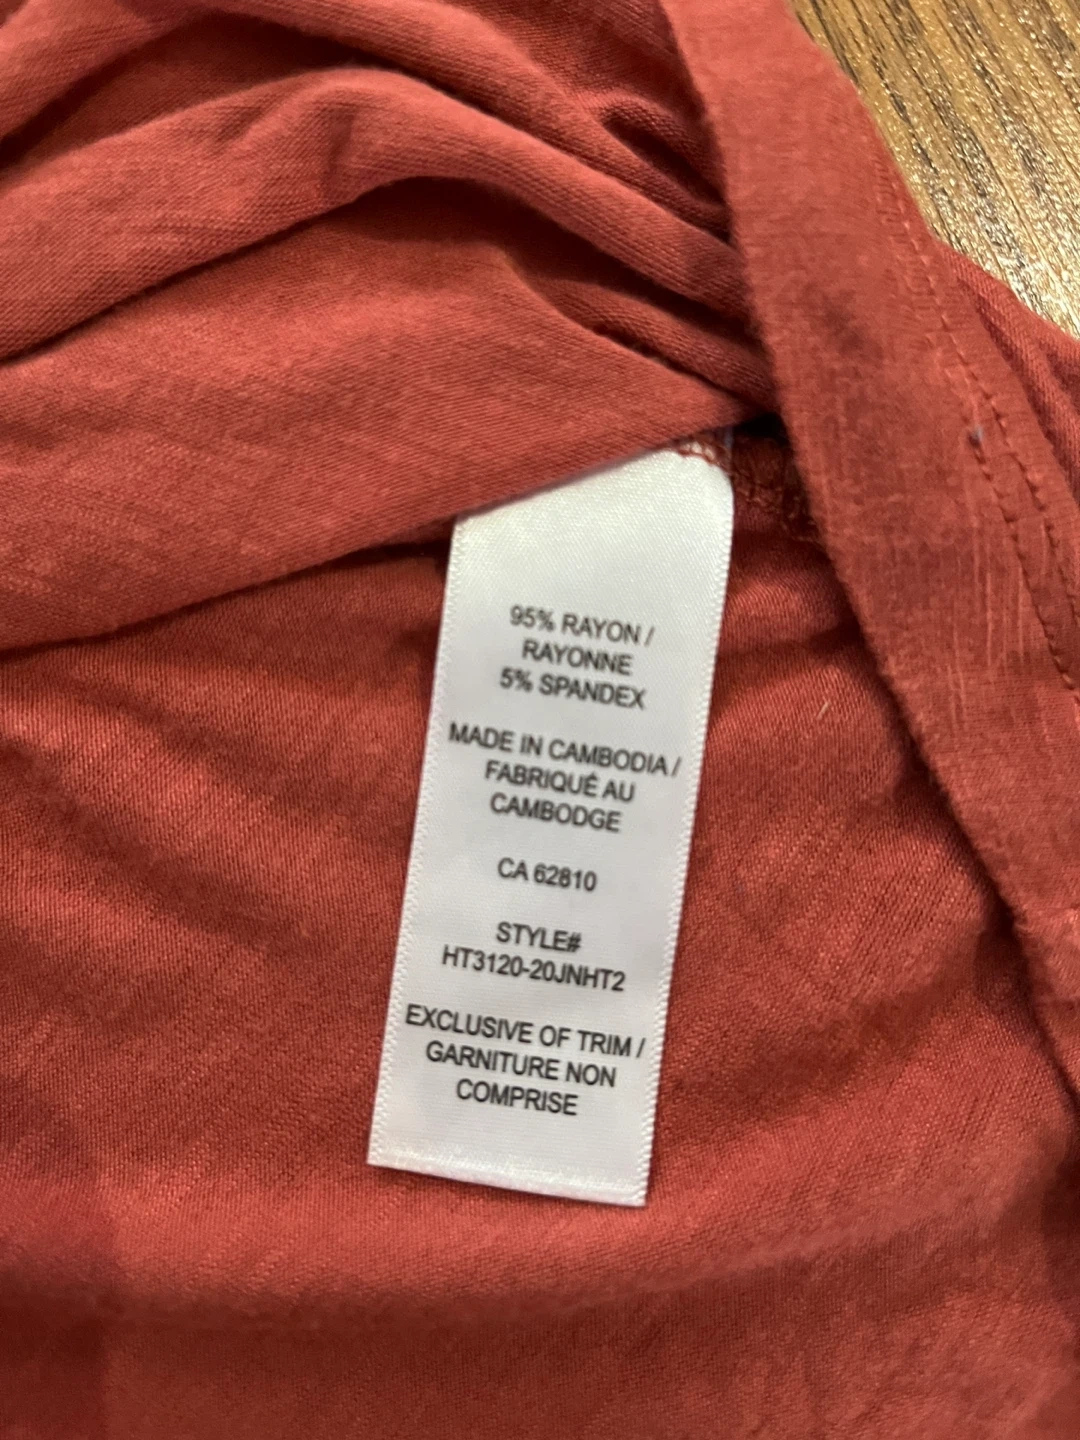 95% RAYON /
RAYONNE
5% SPANDEX
MADE IN CAMBODIA /
FABRIQUÉ AU
CAMBODGE
CA 62810
STYLE#
HT3120-20JNHT2
EXCLUSIVE OF TRIM /
GARNITURE NON
COMPRISE